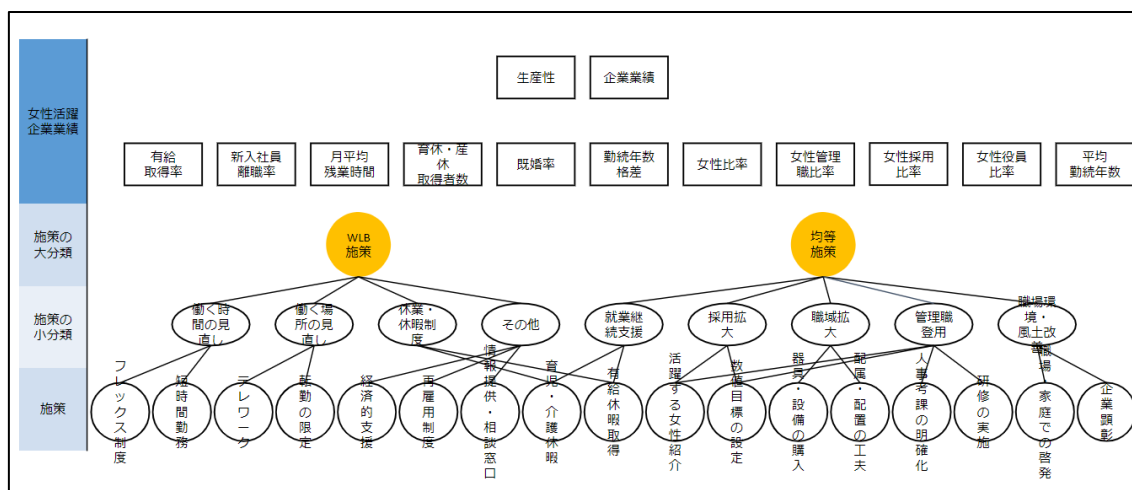 生産性
企業業績
女性活躍
企業業績
有給
取得率
新入社員
離職率
月平均
残業時間
育休・産
休
取得者数
既婚率
勤続年数
格差
女性比率
女性管理
職比率
女性採用
比率
女性役員
比率
平均
勤続年数
施策の
大分類
WLB
施策
均等
施策
施策の
小分類
働く時
間の見
直し
働く場
所の見
直し
休業・
休暇制
度
その他
就業継
続支援
採用拡
大
職域拡
大
管理職
登用
職場環
境・
風土改
善
施策
フレックス制度
短時間勤務
テレワーク
転勤の限定
経済的支援
再雇用制度
情報提供・相談窓口
育児・介護休暇
有給休暇取得
活躍する女性紹介
数値目標の設定
器具・設備の購入
配属・配置の工夫
人事考課の明確化
研修の実施
職場・家庭での啓発
企業顕彰